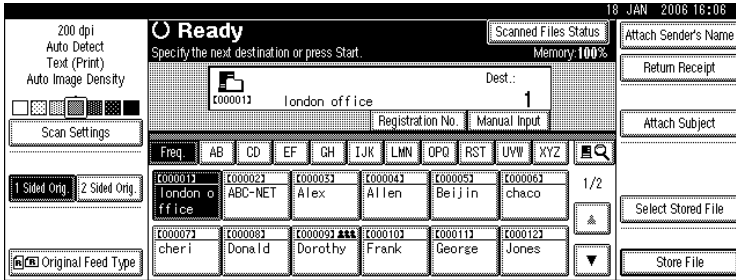 18 JAN 2006 16:06
200 dpi
Auto Detect
Text (Print)
Auto Image Density
Scan Settings
1 Sided Orig.
2 Sided Orig.
Original Feed Type
Ready
Scanned Files Status
Specify the next destination or press Start.
Memory:100%
Dest.:
[00001]
london office
1
Registration No.
Manual Input
Freq.
AB
CD
EF
GH
IJK
LMN
OPQ
RST
UVW
XYZ
[00001]
london o
ffice
[00002]
ABC-NET
[00003]
Alex
[00004]
Allen
[00005]
Beijin
[00006]
chaco
1/2
[00007]
cheri
[00008]
Donald
[00009]
Dorothy
[00010]
Frank
[00011]
George
[00012]
Jones
▲
▼
Attach Sender's Name
Return Receipt
Attach Subject
Select Stored File
Store File